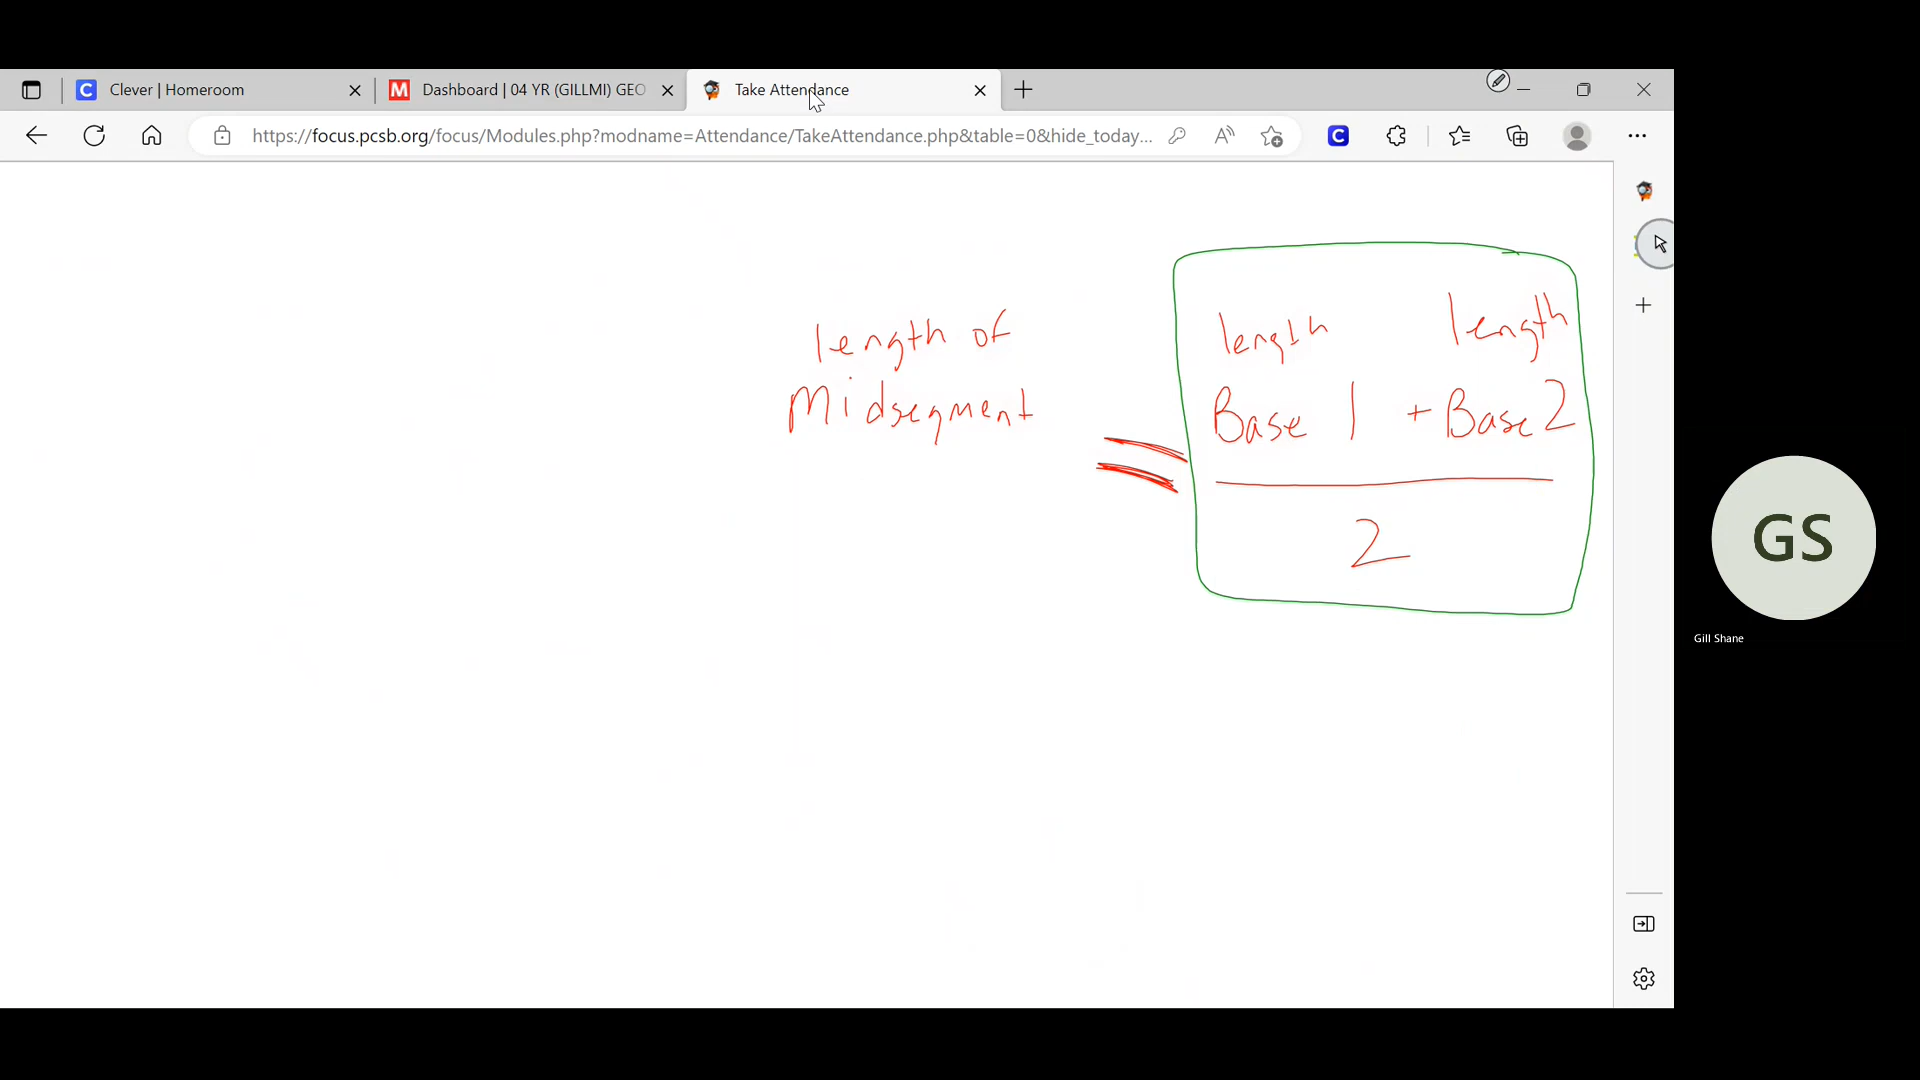 Clever | Homeroom
Dashboard | 04 YR (GILLMI) GEO
Take Attendance
https://focus.pcsb.org/focus/Modules.php?modname=Attendance/TakeAttendance.php&table=0&hide_today...
length of
Midsegment
=
length length
Base 1 + Base 2
2
GS
Gill Shane